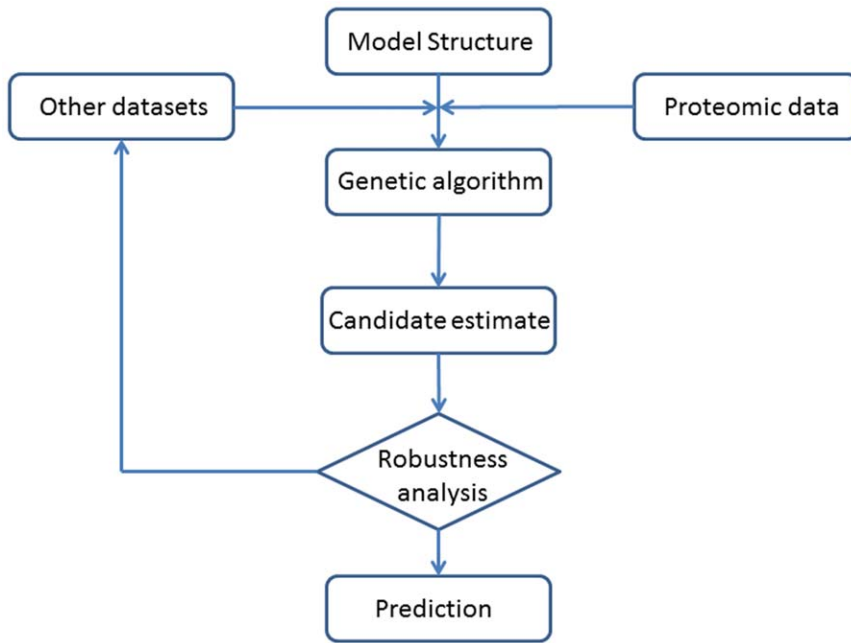 Model Structure
Other datasets
Proteomic data
Genetic algorithm
Candidate estimate
Robustness
analysis
Prediction